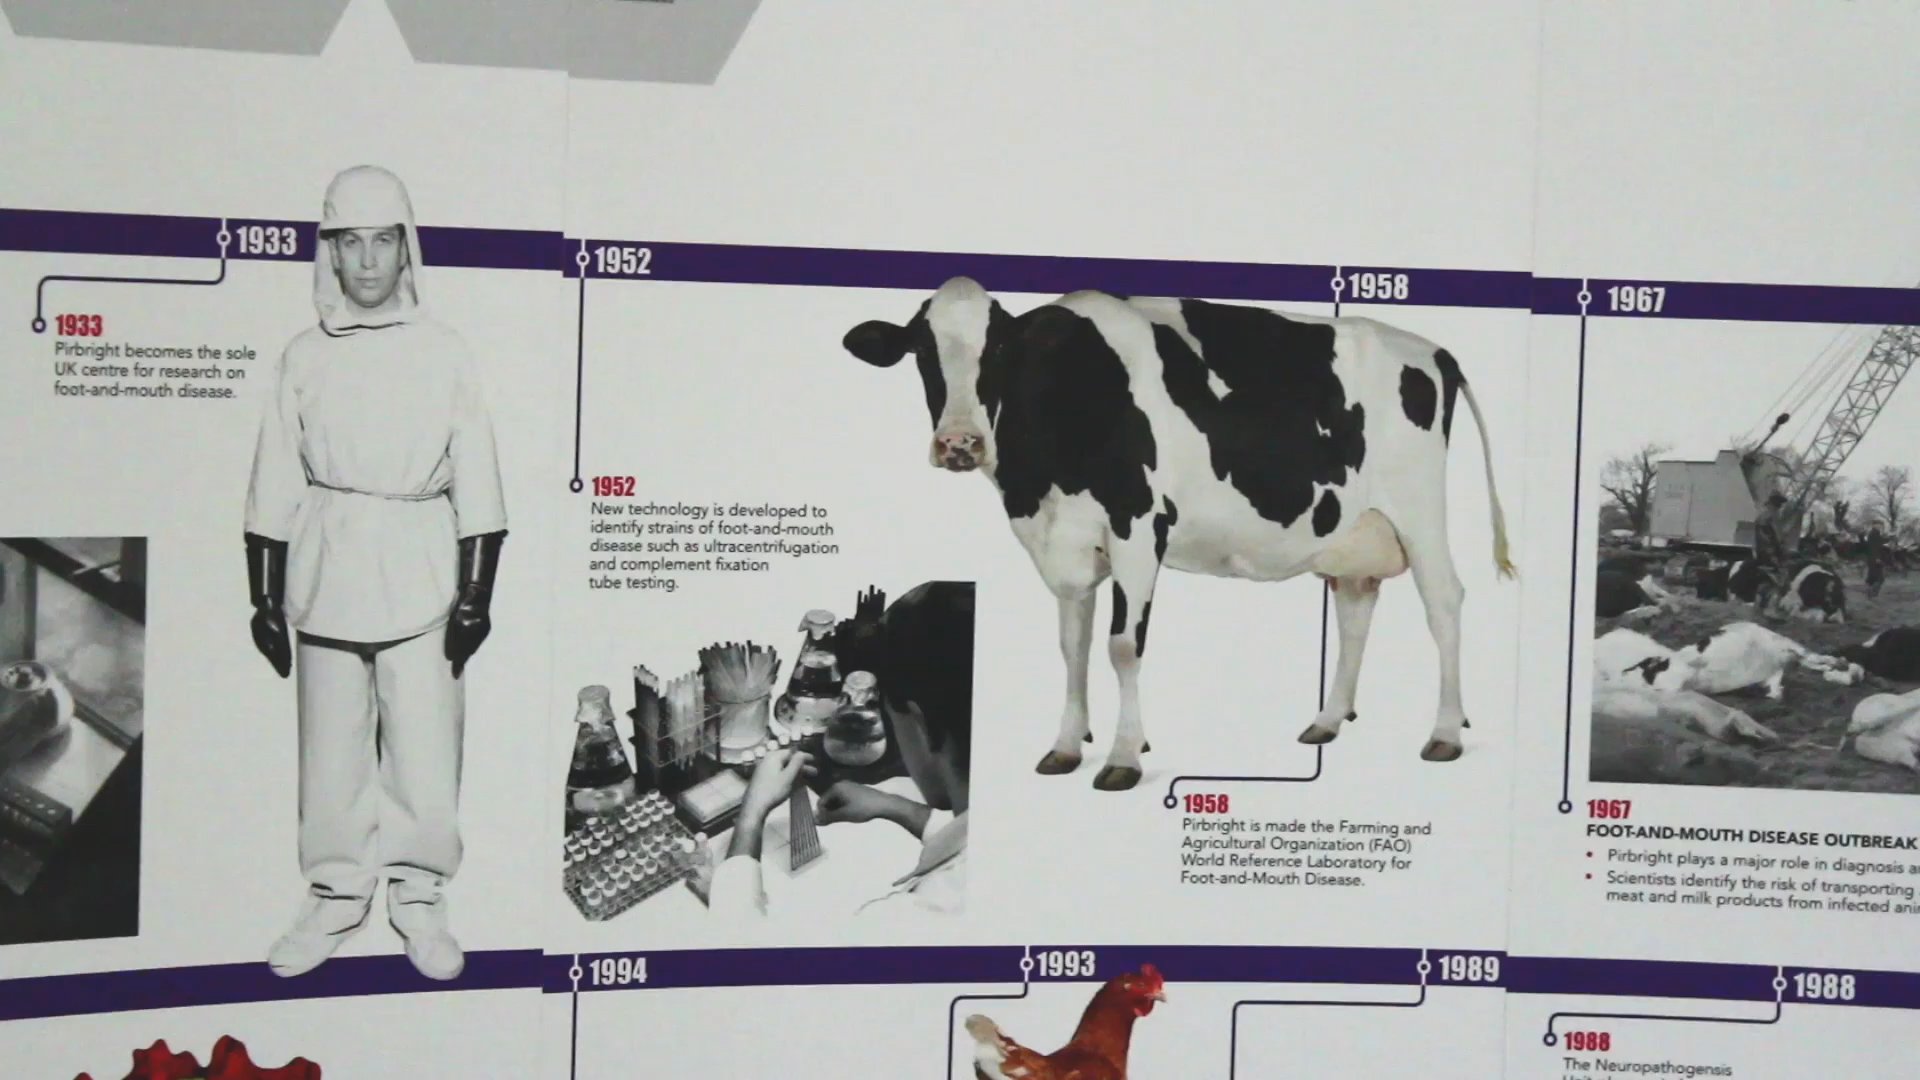 1933
1933
Pirbright becomes the sole
UK centre for research on
foot-and-mouth disease.
1952
1952
New technology is developed to
identify strains of foot-and-mouth
disease such as ultracentrifugation
and complement fixation
tube testing.
1958
1958
Pirbright is made the Farming and
Agricultural Organization (FAO)
World Reference Laboratory for
Foot-and-Mouth Disease.
1967
1967
FOOT-AND-MOUTH DISEASE OUTBREAK
• Pirbright plays a major role in diagnosis
• Scientists identify the risk of transporting
meat and milk products from infected
1994
1993
1989
1988
1988
The Neuropathogenesis